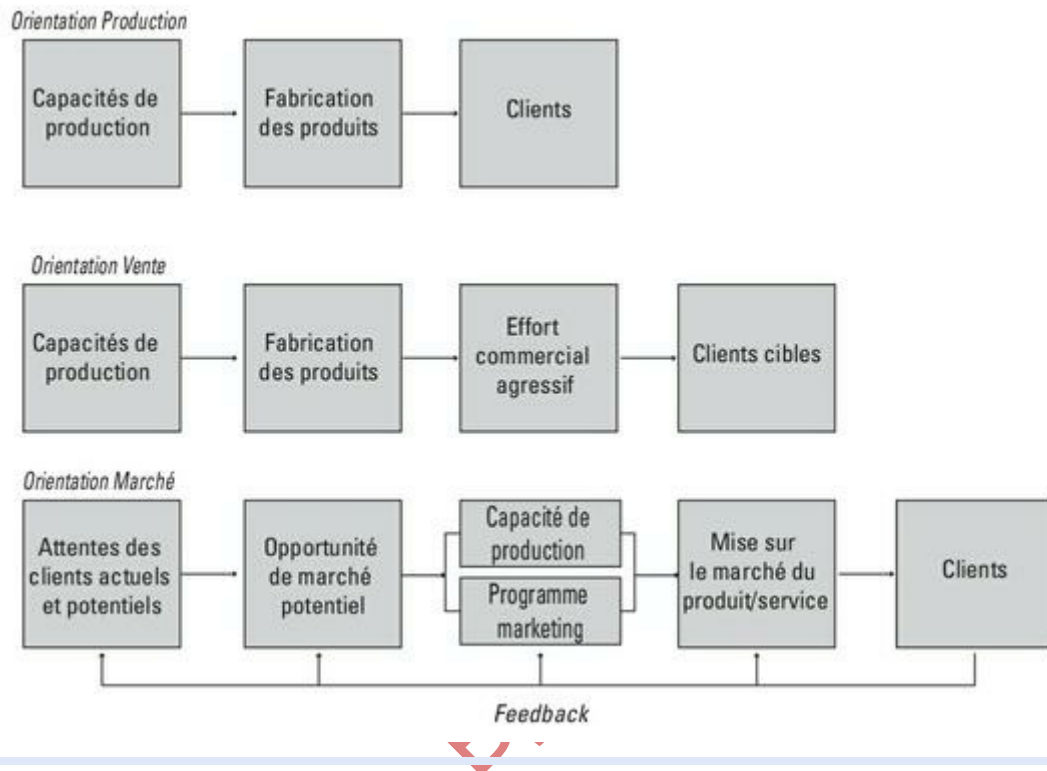 Orientation Production
Capacités de
production
Fabrication
des produits
Clients
Orientation Vente
Capacités de
production
Fabrication
des produits
Effort
commercial
agressif
Clients cibles
Orientation Marché
Attentes des
clients actuels
et potentiels
Opportunité
de marché
potentiel
Capacité de
production
Programme
marketing
Mise sur
le marché du
produit/service
Clients
Feedback